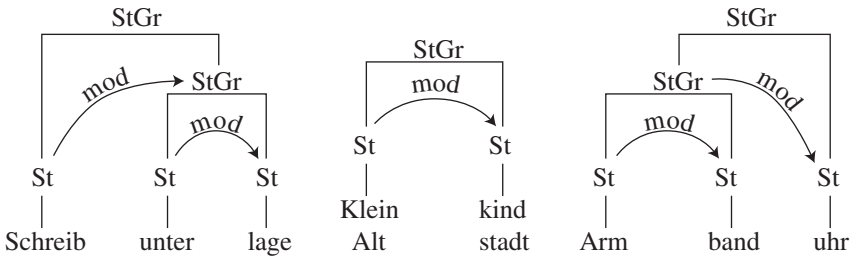 StGr
mod
StGr
mod
St
St
St
Schreib
unter
lage
StGr
mod
St
St
Klein
kind
Alt
stadt
StGr
StGr
mod
mod
St
St
St
Arm
band
uhr